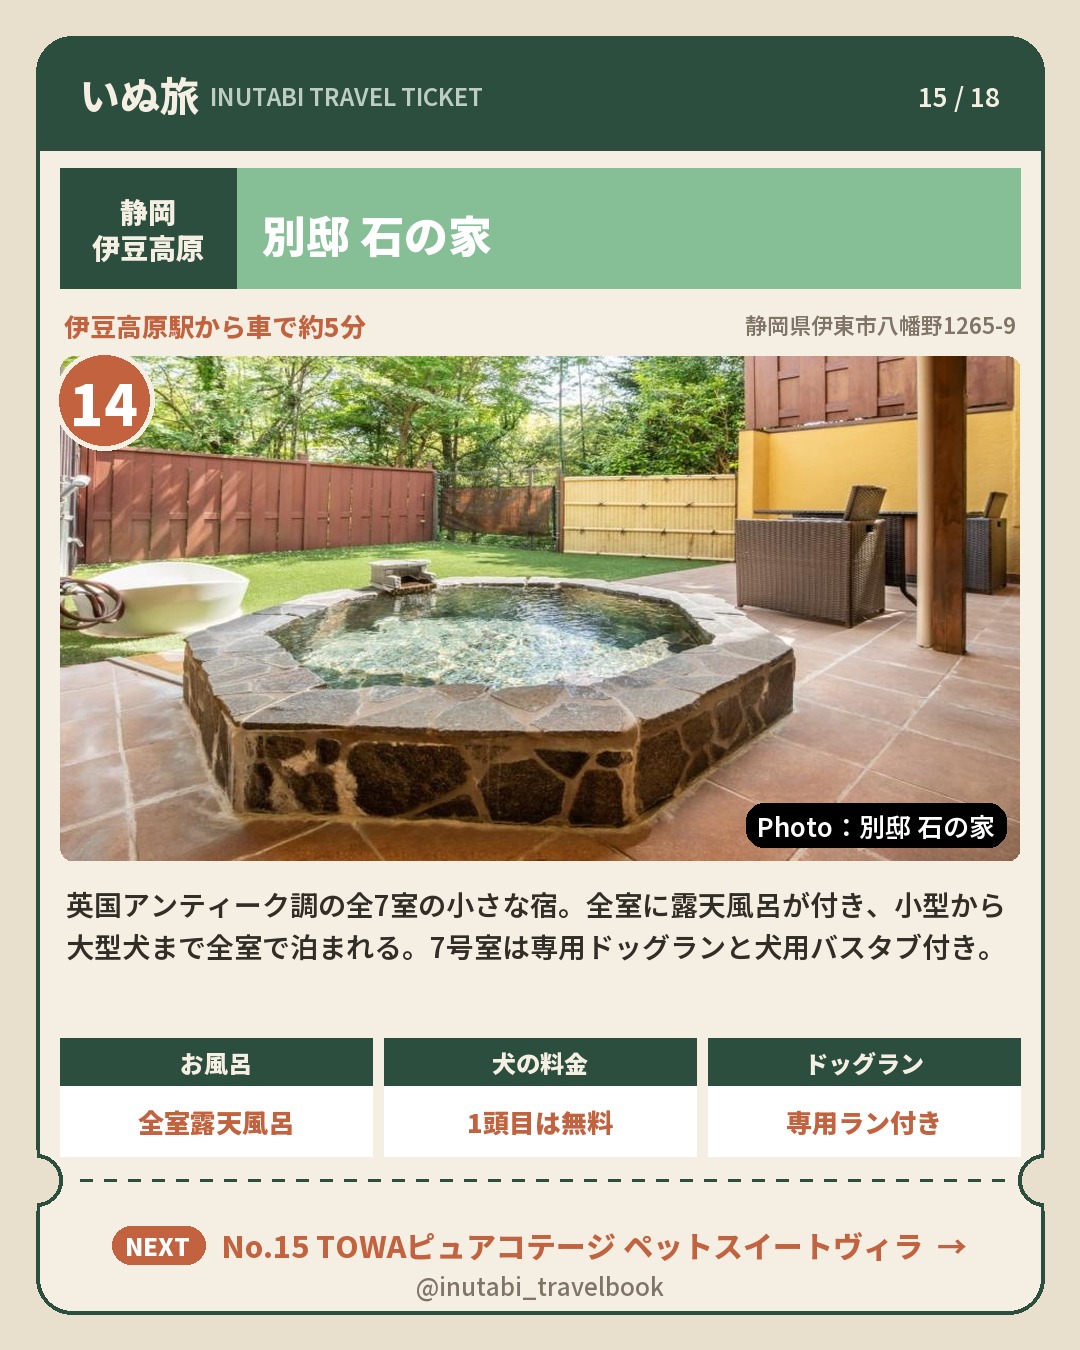 いぬ旅 INUTABI TRAVEL TICKET
15 / 18
静岡
伊豆高原
別邸 石の家
伊豆高原駅から車で約5分
静岡県伊東市八幡野1265-9
14
Photo：別邸 石の家
英国アンティーク調の全7室の小さな宿。全室に露天風呂が付き、小型から
大型犬まで全室で泊まれる。7号室は専用ドッグランと犬用バスタブ付き。
お風呂
全室露天風呂
犬の料金
1頭目は無料
ドッグラン
専用ラン付き
NEXT No.15 TOWAピュアコテージ ペットスイートヴィラ →
@inutabi_travelbook